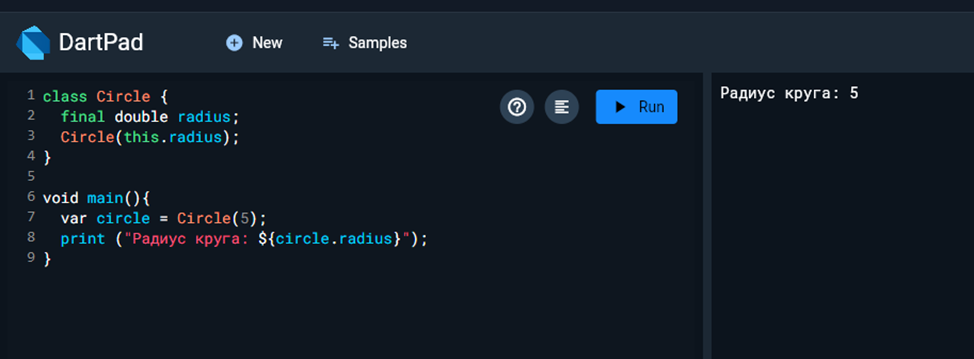 DartPad
New
Samples
1 class Circle {
2 final double radius;
3 Circle(this.radius);
4 }
5
6 void main(){
7 var circle = Circle(5);
8 print ("Радиус круга: ${circle.radius}");
9 }
Run
Радиус круга: 5